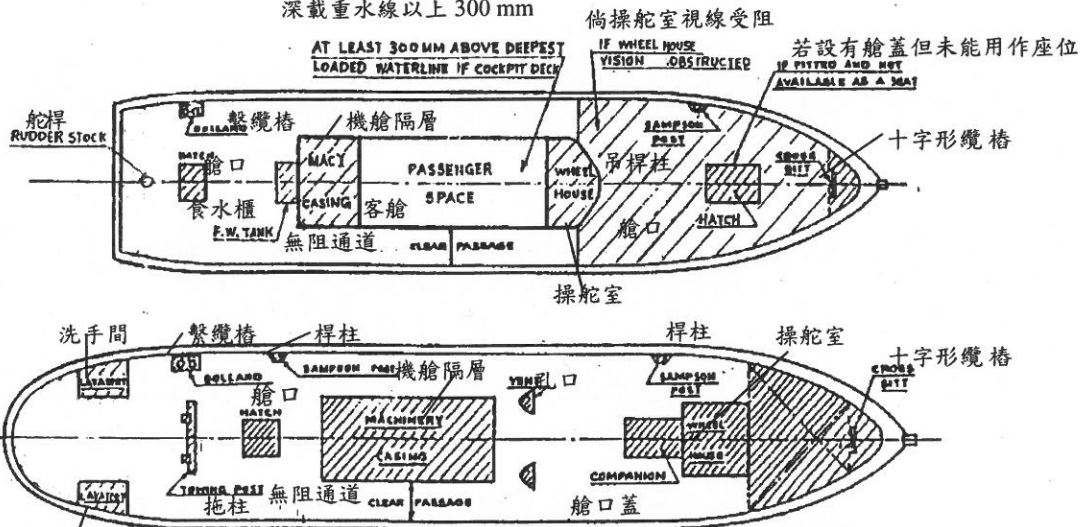 深載重水線以上 300 mm
倘操舵室視線受阻
AT LEAST 300MM ABOVE DEEPEST
LOADED WATERLINE IF COCKPIT DECK
IF WHEEL HOUSE
VISION OBSTRUCTED
若設有艙蓋但未能用作座位
IF FITTED AND NOT
AVAILABLE AS A SEAT
舵桿
RUDDER STOCK
繫纜樁
BOLLARD
機艙隔層
SAMPSON
POST
十字形纜樁
CROSS
BITT
HATCH
艙口
MACY
CASING
PASSENGER
SPACE
客艙
WHEEL
HOUSE
吊桿柱
食水櫃
F.W. TANK
無阻通道
CLEAR PASSAGE
艙口
HATCH
操舵室
洗手間
繫纜樁
桿柱
桿柱
操舵室
十字形纜樁
LAVATORY
BOLLARD
SAMPSON POST
機艙隔層
孔口
SAMPSON
POST
CROSS
BITT
艙口
HATCH
MACHINERY
CASING
WHEEL
HOUSE
COMPANION
LAVATORY
TOWING POST
拖柱
無阻通道
CLEAR PASSAGE
艙口蓋